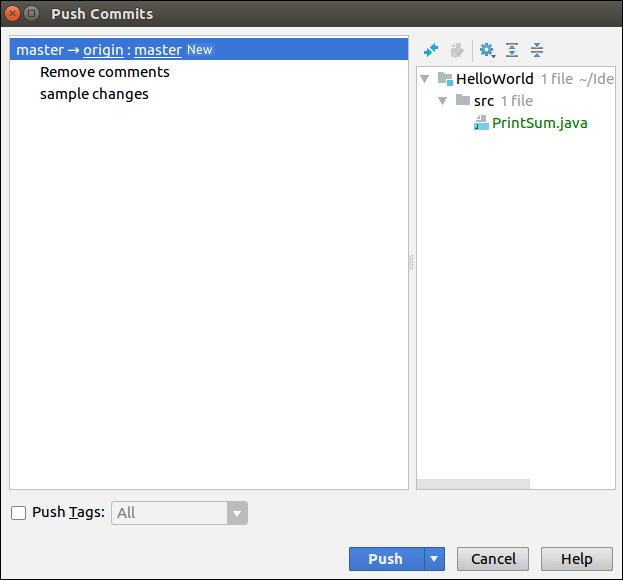 Push Commits
master → origin : master New
Remove comments
sample changes
HelloWorld 1 file ~/Ide
src 1 file
PrintSum.java
Push Tags: All
Push Cancel Help